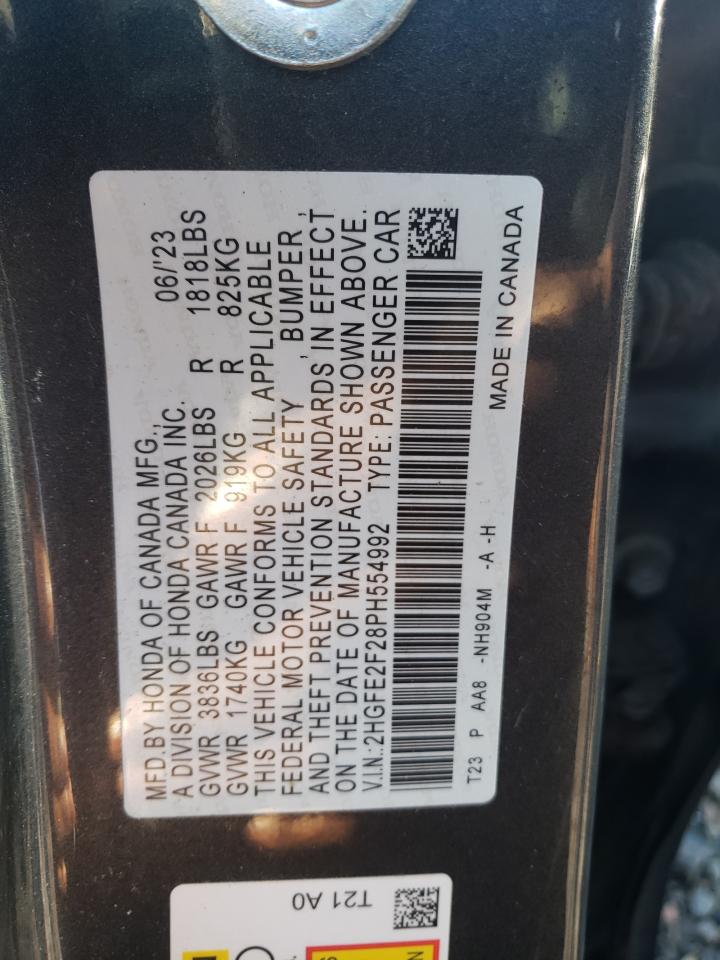 MFD.BY HONDA OF CANADA MFG., 06/'23
A DIVISION OF HONDA CANADA INC.
GVWR 3836LBS GAWR F 2026LBS R 1818LBS
GVWR 1740KG GAWR F 919KG R 825KG
THIS VEHICLE CONFORMS TO ALL APPLICABLE
FEDERAL MOTOR VEHICLE SAFETY , BUMPER ,
AND THEFT PREVENTION STANDARDS IN EFFECT
ON THE DATE OF MANUFACTURE SHOWN ABOVE.
V.I.N.:2HGFE2F28PH554992 TYPE: PASSENGER CAR
T23 P AA8 -NH904M -A -H MADE IN CANADA
T21 A0